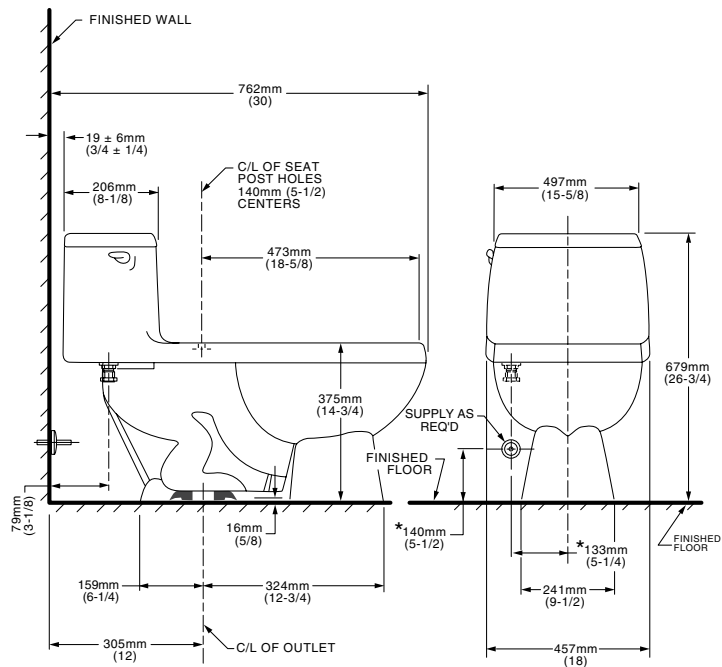 FINISHED WALL
762mm
(30)
19 ± 6mm
(3/4 ± 1/4)
C/L OF SEAT
POST HOLES
140mm (5-1/2)
CENTERS
206mm
(8-1/8)
497mm
(15-5/8)
473mm
(18-5/8)
375mm
(14-3/4)
679mm
(26-3/4)
SUPPLY AS
REQ'D
FINISHED
FLOOR
79mm
(3-1/8)
16mm
(5/8)
*140mm
(5-1/2)
*133mm
(5-1/4)
FINISHED
FLOOR
159mm
(6-1/4)
324mm
(12-3/4)
241mm
(9-1/2)
305mm
(12)
C/L OF OUTLET
457mm
(18)